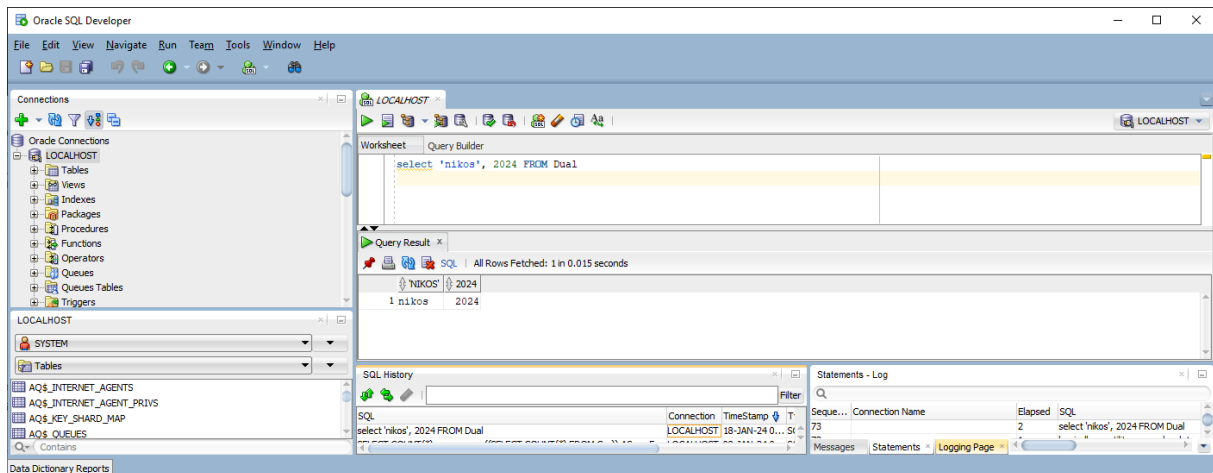 Oracle SQL Developer
File Edit View Navigate Run Team Tools Window Help
Connections
Oracle Connections
LOCALHOST
Tables
Views
Indexes
Packages
Procedures
Functions
Operators
Queues
Queues Tables
Triggers
LOCALHOST
SYSTEM
Tables
AQ$_INTERNET_AGENTS
AQ$_INTERNET_AGENT_PRIVS
AQ$_KEY_SHARD_MAP
AQ$_QUEUES
Contains
Data Dictionary Reports
LOCALHOST
LOCALHOST
Worksheet Query Builder
select 'nikos', 2024 FROM Dual
Query Result
SQL | All Rows Fetched: 1 in 0.015 seconds
'NIKOS' 2024
1 nikos 2024
SQL History
Filter
SQL Connection TimeStamp
select 'nikos', 2024 FROM Dual LOCALHOST 18-JAN-24 0...
Statements - Log
Seque... Connection Name Elapsed SQL
73 2 select 'nikos', 2024 FROM Dual
Messages Statements Logging Page